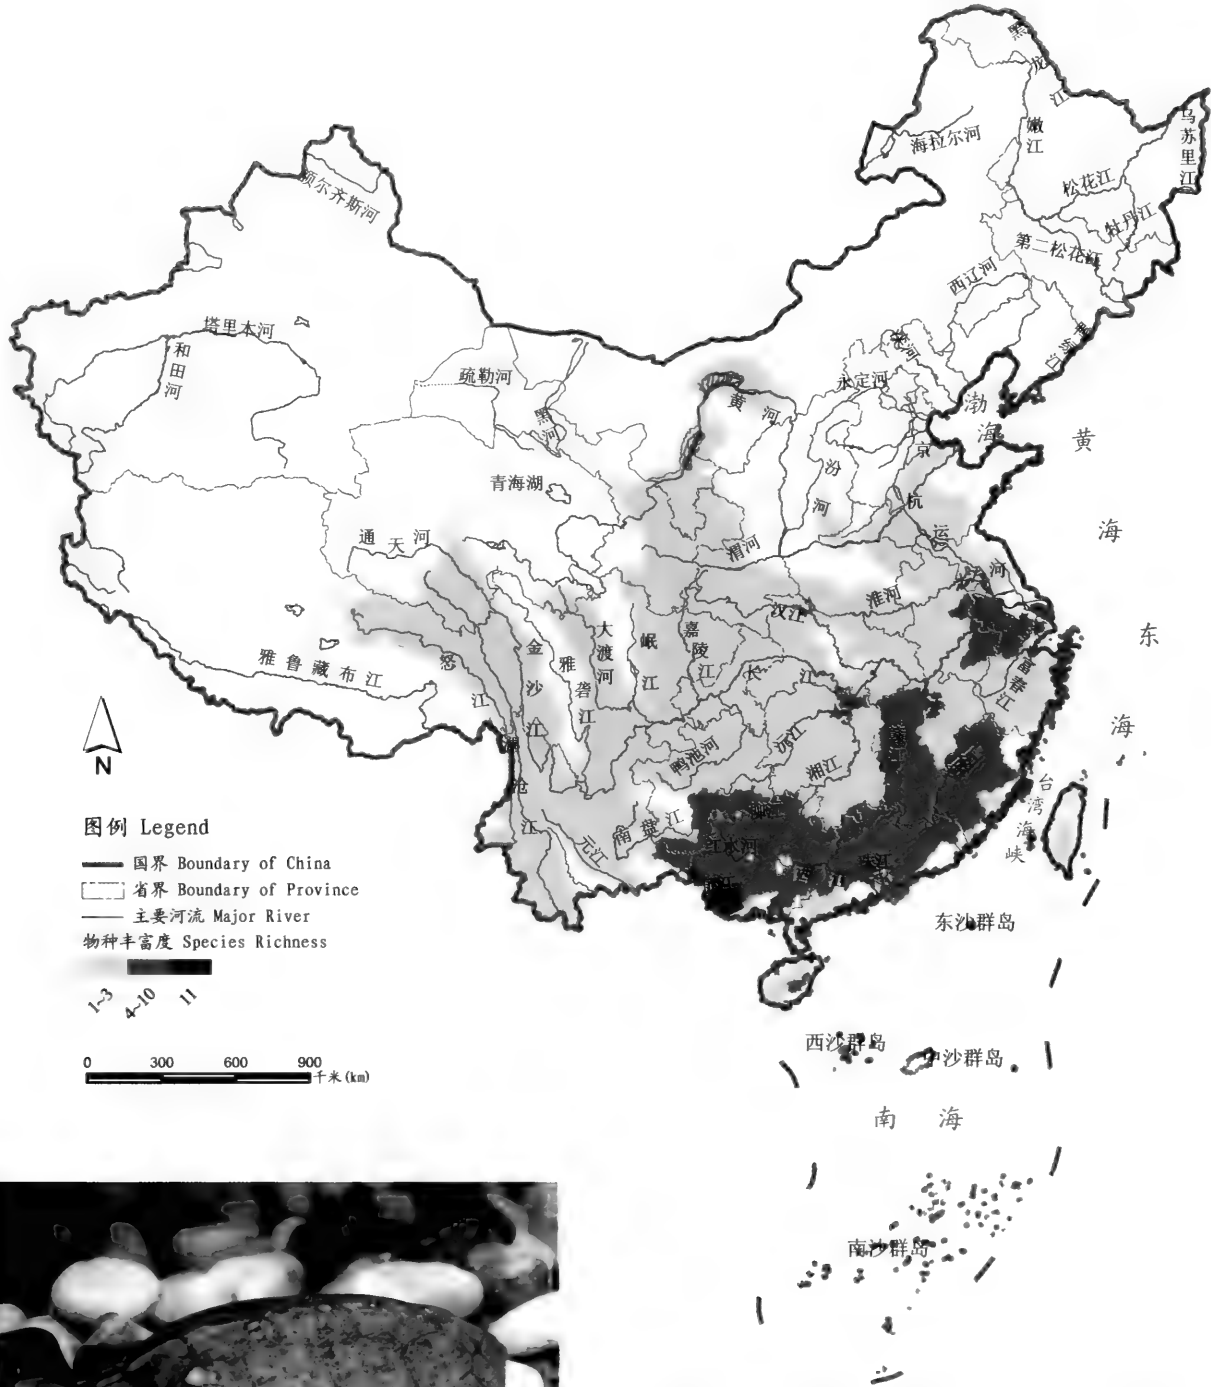 黑龙江
嫩江
海拉尔河
乌苏里江
松花江
牡丹江
第二松花江
西辽河
额尔齐斯河
塔里木河
和田河
疏勒河
黑河
永定河
滦河
黄河
渤海
黄海
京杭运河
汾河
青海湖
通天河
渭河
淮河
汉江
大渡河
岷江
嘉陵江
长江
金沙江
雅砻江
怒江
雅鲁藏布江
澜沧江
富春江
东海
鸭池河
沅江
湘江
南盘江
元江
红水河
西江
珠江
台湾海峡
N
图例 Legend
国界 Boundary of China
省界 Boundary of Province
主要河流 Major River
物种丰富度 Species Richness
1~3
4~10
11
0 300 600 900
千米(km)
东沙群岛
西沙群岛
中沙群岛
南海
南沙群岛